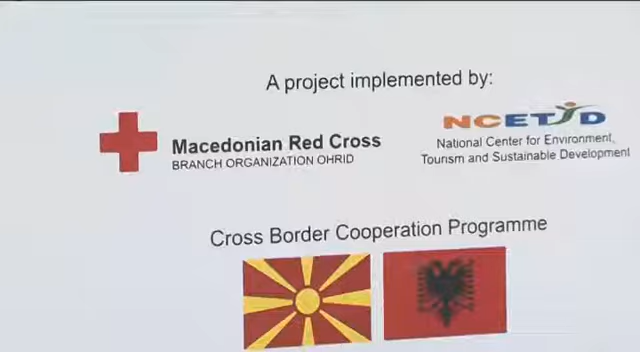 A project implemented by:
Macedonian Red Cross
BRANCH ORGANIZATION OHRID
NCETSD
National Center for Environment,
Tourism and Sustainable Development
Cross Border Cooperation Programme